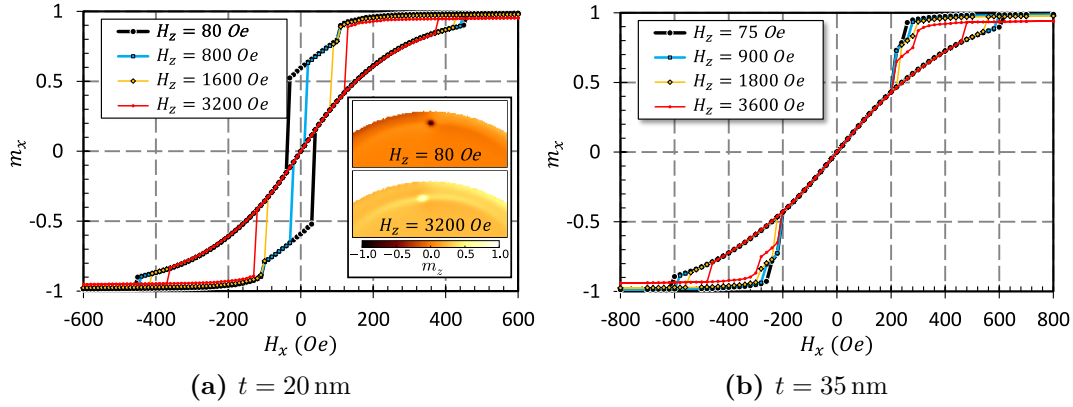 1
0.5
0
-0.5
-1
m_x
-600 -400 -200 0 200 400 600
H_x (Oe)
H_z = 80 Oe
H_z = 800 Oe
H_z = 1600 Oe
H_z = 3200 Oe
H_z = 80 Oe
H_z = 3200 Oe
-1.0 -0.5 0.0 0.5 1.0
m_z
(a) t = 20 nm
1
0.5
0
-0.5
-1
m_x
-800 -600 -400 -200 0 200 400 600 800
H_x (Oe)
H_z = 75 Oe
H_z = 900 Oe
H_z = 1800 Oe
H_z = 3600 Oe
(b) t = 35 nm